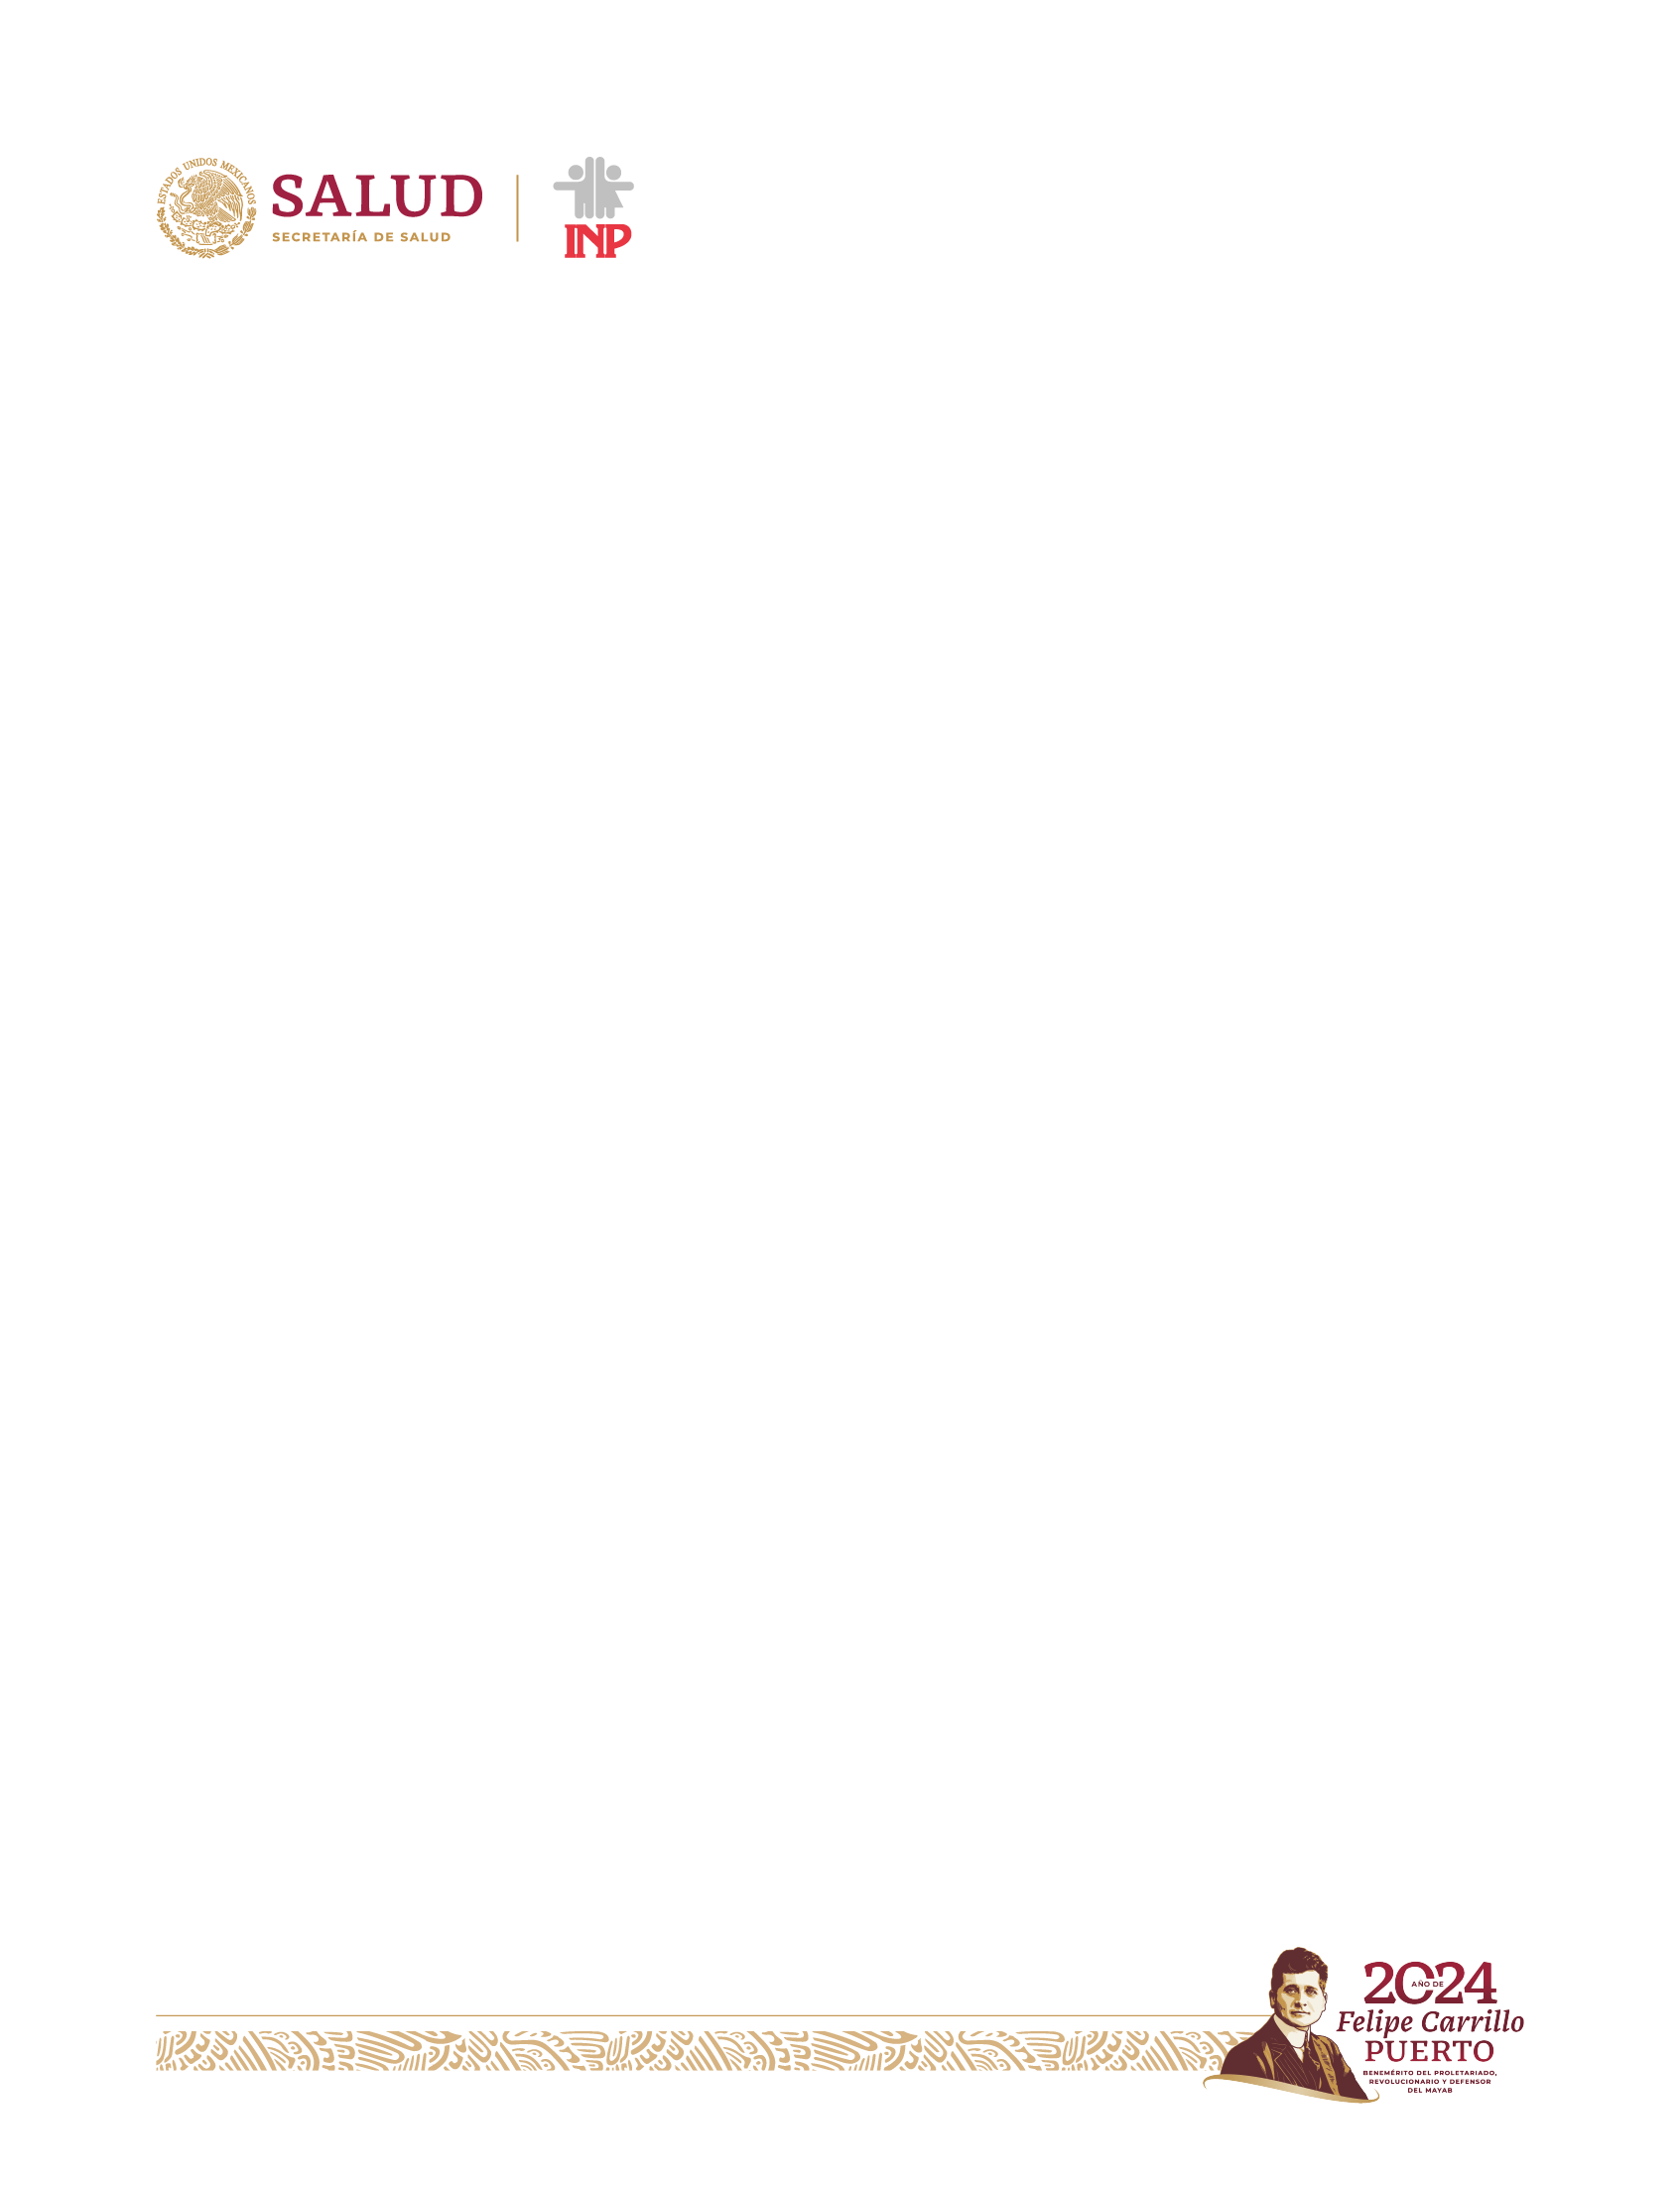 ESTADOS UNIDOS MEXICANOS
SALUD
SECRETARÍA DE SALUD
INP
2024
AÑO DE
Felipe Carrillo
PUERTO
BENEMÉRITO DEL PROLETARIADO,
REVOLUCIONARIO Y DEFENSOR
DEL MAYAB